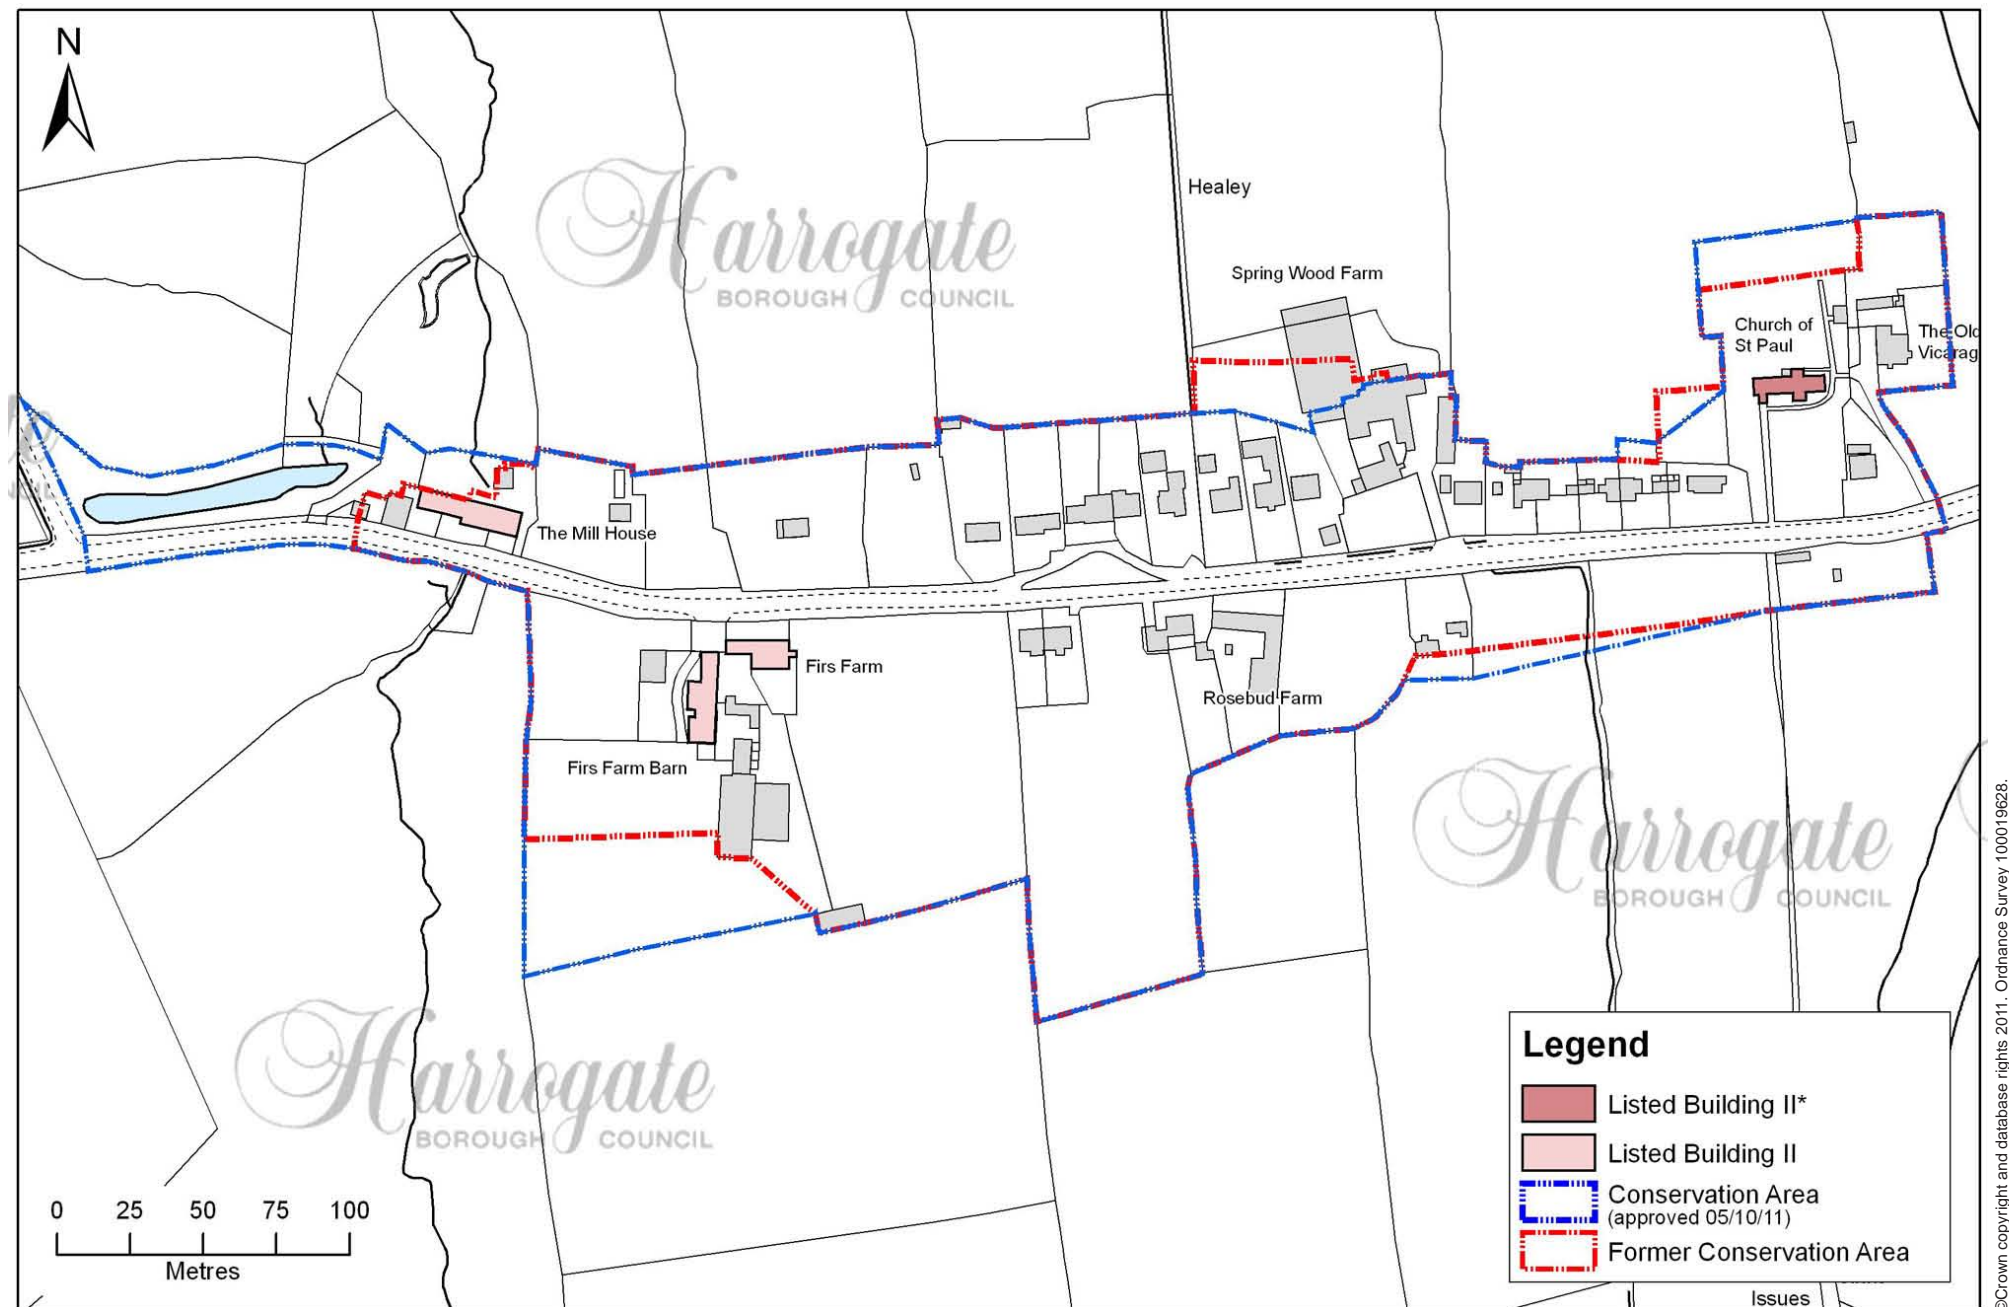 N
Harrogate
BOROUGH COUNCIL
Healey
Spring Wood Farm
Church of
St Paul
The Old
Vicarag
The Mill House
Firs Farm
Rosebud Farm
Firs Farm Barn
Harrogate
BOROUGH COUNCIL
Harrogate
BOROUGH COUNCIL
0 25 50 75 100
Metres
Legend
Listed Building II*
Listed Building II
Conservation Area
(approved 05/10/11)
Former Conservation Area
Issues
©Crown copyright and database rights 2011. Ordnance Survey 100019628.